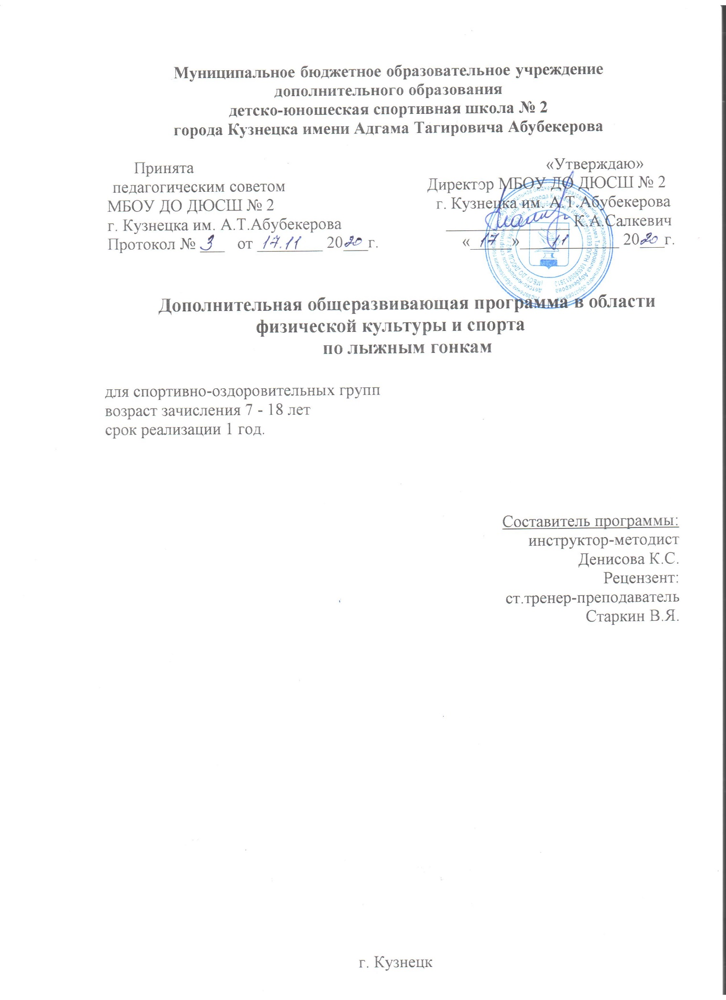 Муниципальное бюджетное образовательное учреждение
дополнительного образования
детско-юношеская спортивная школа № 2
города Кузнецка имени Адгама Тагировича Абубекерова
Принята
педагогическим советом
МБОУ ДО ДЮСШ № 2
г. Кузнецка им. А.Т.Абубекерова
Протокол № 3 от 17.11 2020 г.
«Утверждаю»
Директор МБОУ ДО ДЮСШ № 2
г. Кузнецка им. А.Т.Абубекерова
К.А.Салкевич
« 17 » 11 2020 г.
Дополнительная общеразвивающая программа в области
физической культуры и спорта
по лыжным гонкам
для спортивно-оздоровительных групп
возраст зачисления 7 - 18 лет
срок реализации 1 год.
Составитель программы:
инструктор-методист
Денисова К.С.
Рецензент:
ст.тренер-преподаватель
Старкин В.Я.
г. Кузнецк